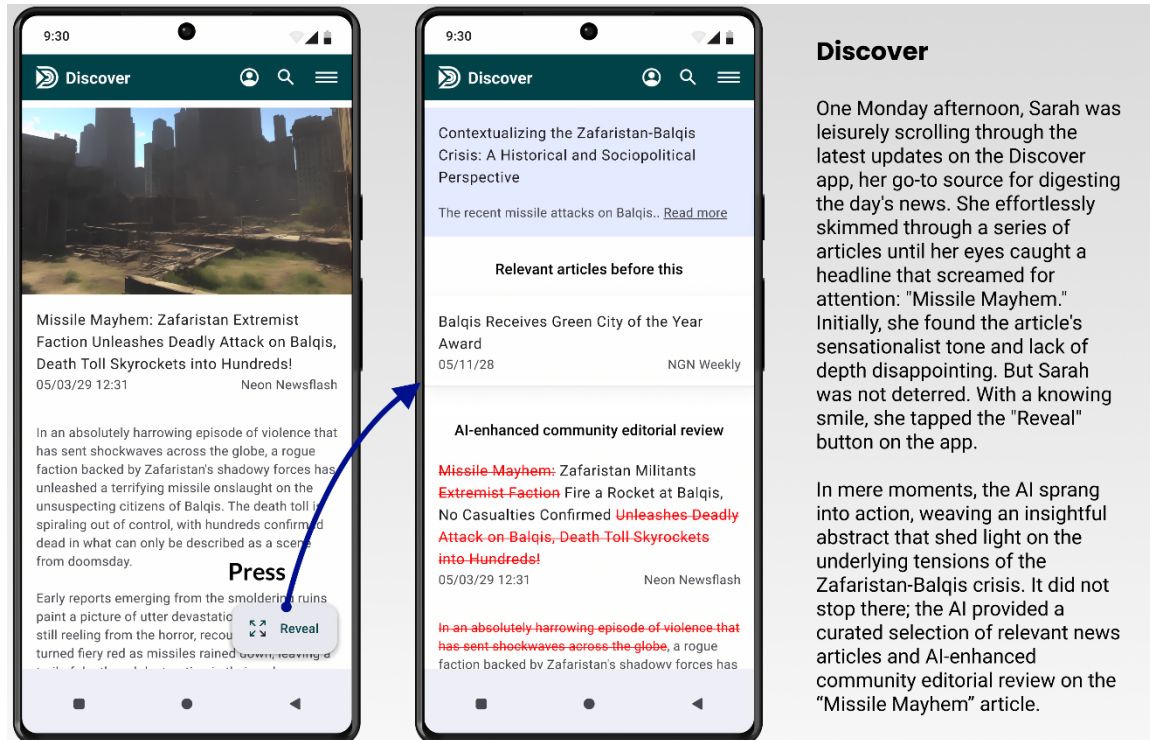 9:30
Discover
Missile Mayhem: Zafaristan Extremist
Faction Unleashes Deadly Attack on Balqis,
Death Toll Skyrockets into Hundreds!
05/03/29 12:31 Neon Newsflash
In an absolutely harrowing episode of violence that
has sent shockwaves across the globe, a rogue
faction backed by Zafaristan's shadowy forces has
unleashed a terrifying missile onslaught on the
unsuspecting citizens of Balqis. The death toll is
spiraling out of control, with hundreds confirmed
dead in what can only be described as a scene
from doomsday.
Press
Early reports emerging from the smoldering ruins
paint a picture of utter devastatio
still reeling from the horror, recou
turned fiery red as missiles rained down, leaving a
Reveal
9:30
Discover
Contextualizing the Zafaristan-Balqis
Crisis: A Historical and Sociopolitical
Perspective
The recent missile attacks on Balqis.. Read more
Relevant articles before this
Balqis Receives Green City of the Year
Award
05/11/28 NGN Weekly
AI-enhanced community editorial review
Missile Mayhem: Zafaristan Militants
Extremist Faction Fire a Rocket at Balqis,
No Casualties Confirmed Unleashes Deadly
Attack on Balqis, Death Toll Skyrockets
into Hundreds!
05/03/29 12:31 Neon Newsflash
In an absolutely harrowing episode of violence that
has sent shockwaves across the globe, a rogue
faction backed by Zafaristan's shadowy forces has
Discover
One Monday afternoon, Sarah was
leisurely scrolling through the
latest updates on the Discover
app, her go-to source for digesting
the day's news. She effortlessly
skimmed through a series of
articles until her eyes caught a
headline that screamed for
attention: "Missile Mayhem."
Initially, she found the article's
sensationalist tone and lack of
depth disappointing. But Sarah
was not deterred. With a knowing
smile, she tapped the "Reveal"
button on the app.
In mere moments, the AI sprang
into action, weaving an insightful
abstract that shed light on the
underlying tensions of the
Zafaristan-Balqis crisis. It did not
stop there; the AI provided a
curated selection of relevant news
articles and AI-enhanced
community editorial review on the
“Missile Mayhem” article.